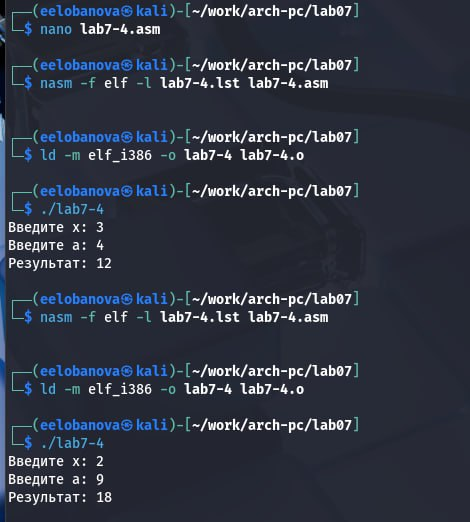 ┌──(eelobanova㉿kali)-[~/work/arch-pc/lab07]
└─$ nano lab7-4.asm
┌──(eelobanova㉿kali)-[~/work/arch-pc/lab07]
└─$ nasm -f elf -l lab7-4.lst lab7-4.asm
┌──(eelobanova㉿kali)-[~/work/arch-pc/lab07]
└─$ ld -m elf_i386 -o lab7-4 lab7-4.o
┌──(eelobanova㉿kali)-[~/work/arch-pc/lab07]
└─$ ./lab7-4
Введите x: 3
Введите a: 4
Результат: 12
┌──(eelobanova㉿kali)-[~/work/arch-pc/lab07]
└─$ nasm -f elf -l lab7-4.lst lab7-4.asm
┌──(eelobanova㉿kali)-[~/work/arch-pc/lab07]
└─$ ld -m elf_i386 -o lab7-4 lab7-4.o
┌──(eelobanova㉿kali)-[~/work/arch-pc/lab07]
└─$ ./lab7-4
Введите x: 2
Введите a: 9
Результат: 18